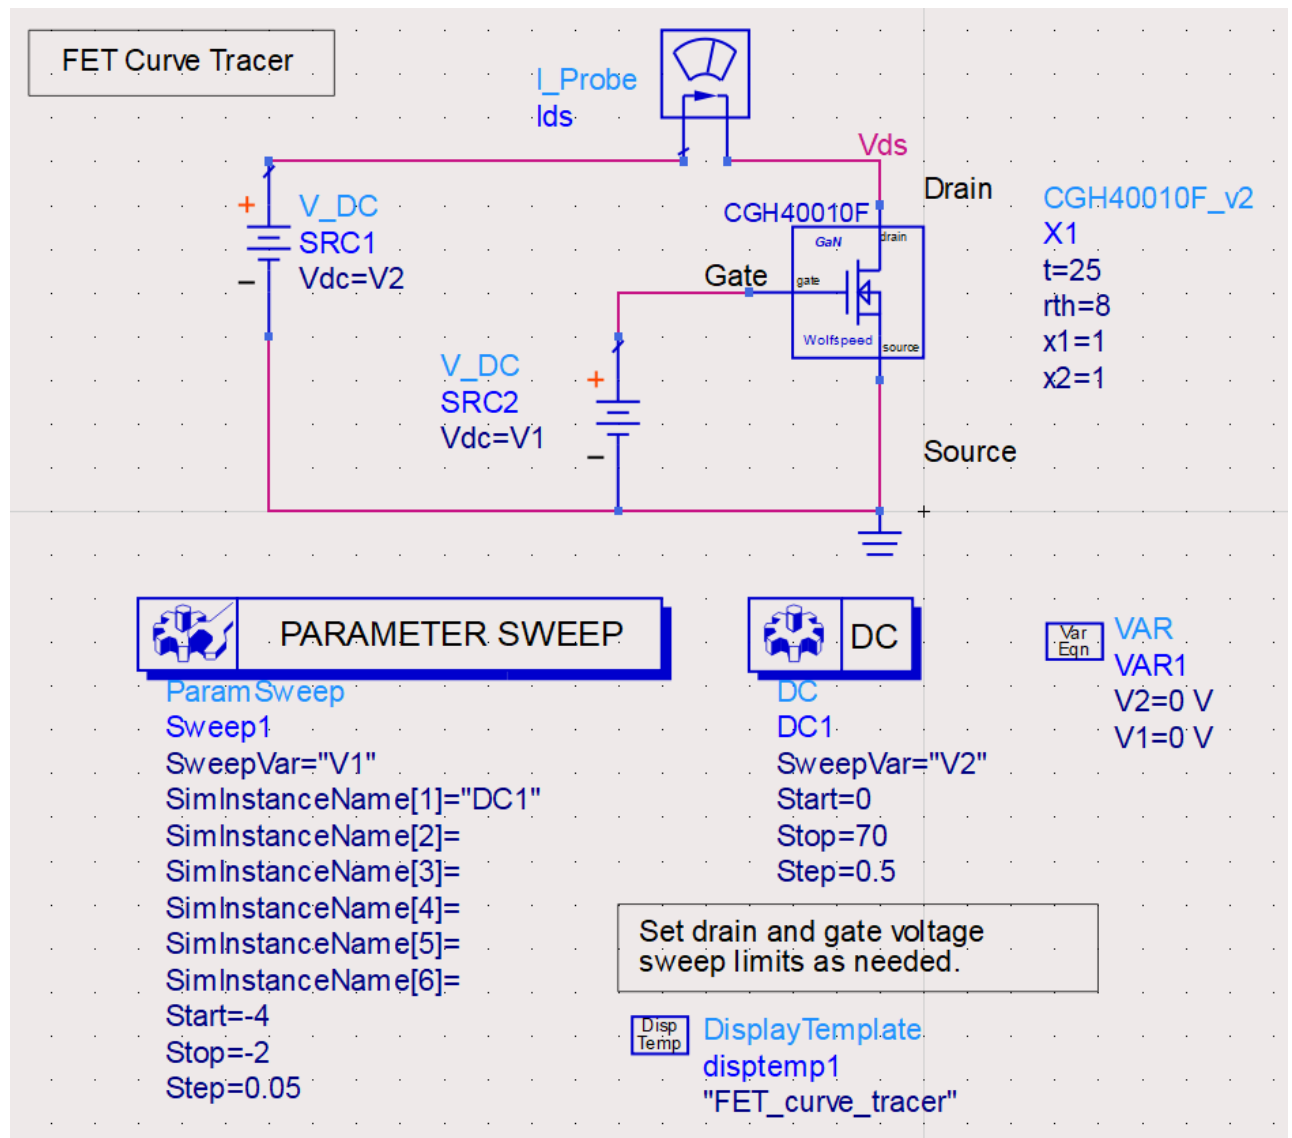 FET Curve Tracer
I_Probe
Ids
Vds
Drain
V_DC
SRC1
Vdc=V2
+
−
CGH40010F
GaN
drain
Gate
gate
Wolfspeed
source
CGH40010F_v2
X1
t=25
rth=8
x1=1
x2=1
V_DC
SRC2
Vdc=V1
+
−
Source
PARAMETER SWEEP
ParamSweep
Sweep1
SweepVar="V1"
SimInstanceName[1]="DC1"
SimInstanceName[2]=
SimInstanceName[3]=
SimInstanceName[4]=
SimInstanceName[5]=
SimInstanceName[6]=
Start=-4
Stop=-2
Step=0.05
DC
DC
DC1
SweepVar="V2"
Start=0
Stop=70
Step=0.5
Var
Eqn
VAR
VAR1
V2=0 V
V1=0 V
Set drain and gate voltage
sweep limits as needed.
Disp
Temp
DisplayTemplate
disptemp1
"FET_curve_tracer"